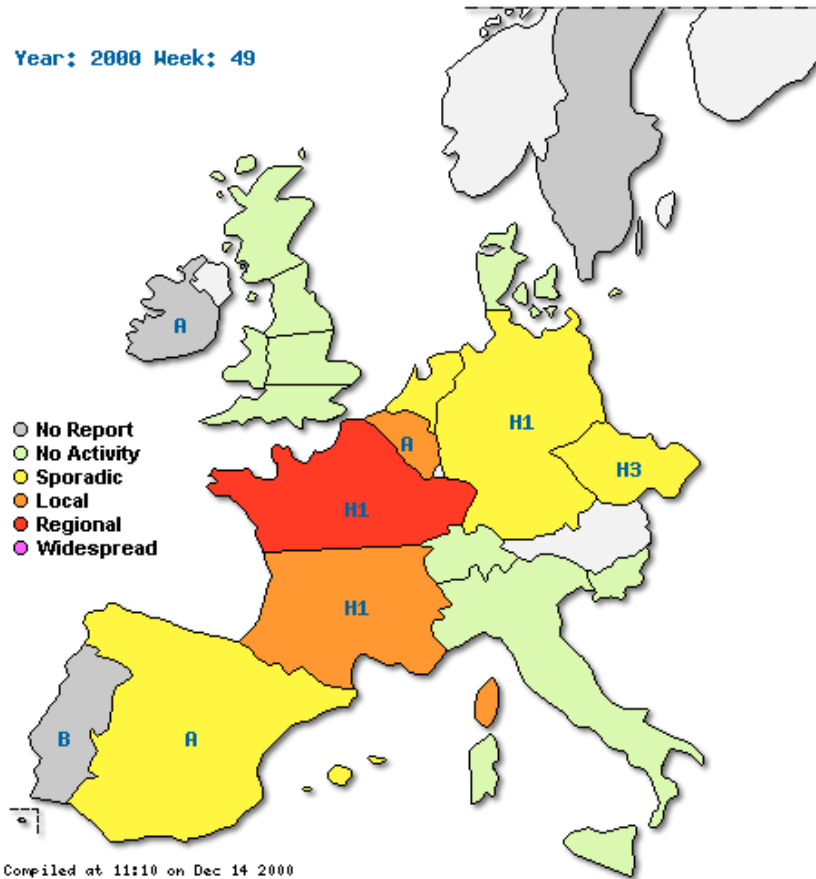 Year: 2000 Week: 49
A
H1
A
H3
No Report
No Activity
Sporadic
Local
Regional
Widespread
H1
H1
B
A
Compiled at 11:10 on Dec 14 2000